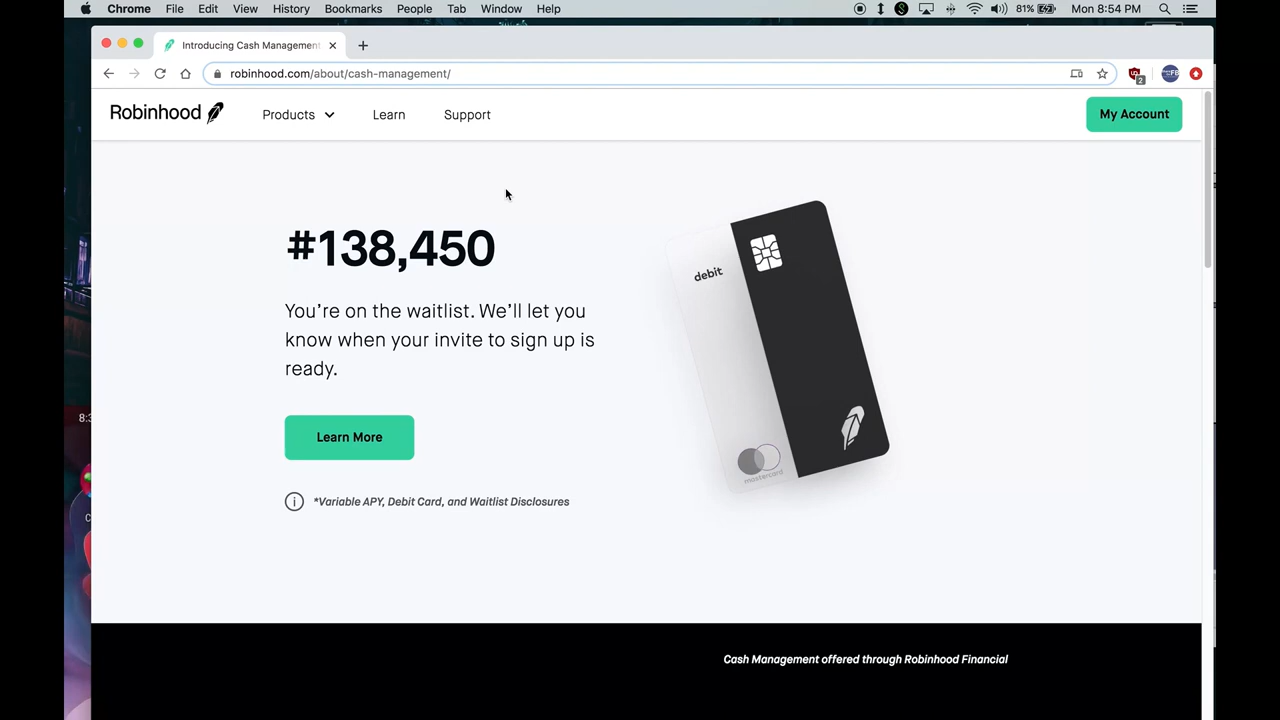 Chrome File Edit View History Bookmarks People Tab Window Help 81% Mon 8:54 PM
Introducing Cash Management
robinhood.com/about/cash-management/
2
Robinhood Products Learn Support My Account
#138,450
debit
You're on the waitlist. We'll let you
know when your invite to sign up is
ready.
Learn More
mastercard
*Variable APY, Debit Card, and Waitlist Disclosures
Cash Management offered through Robinhood Financial